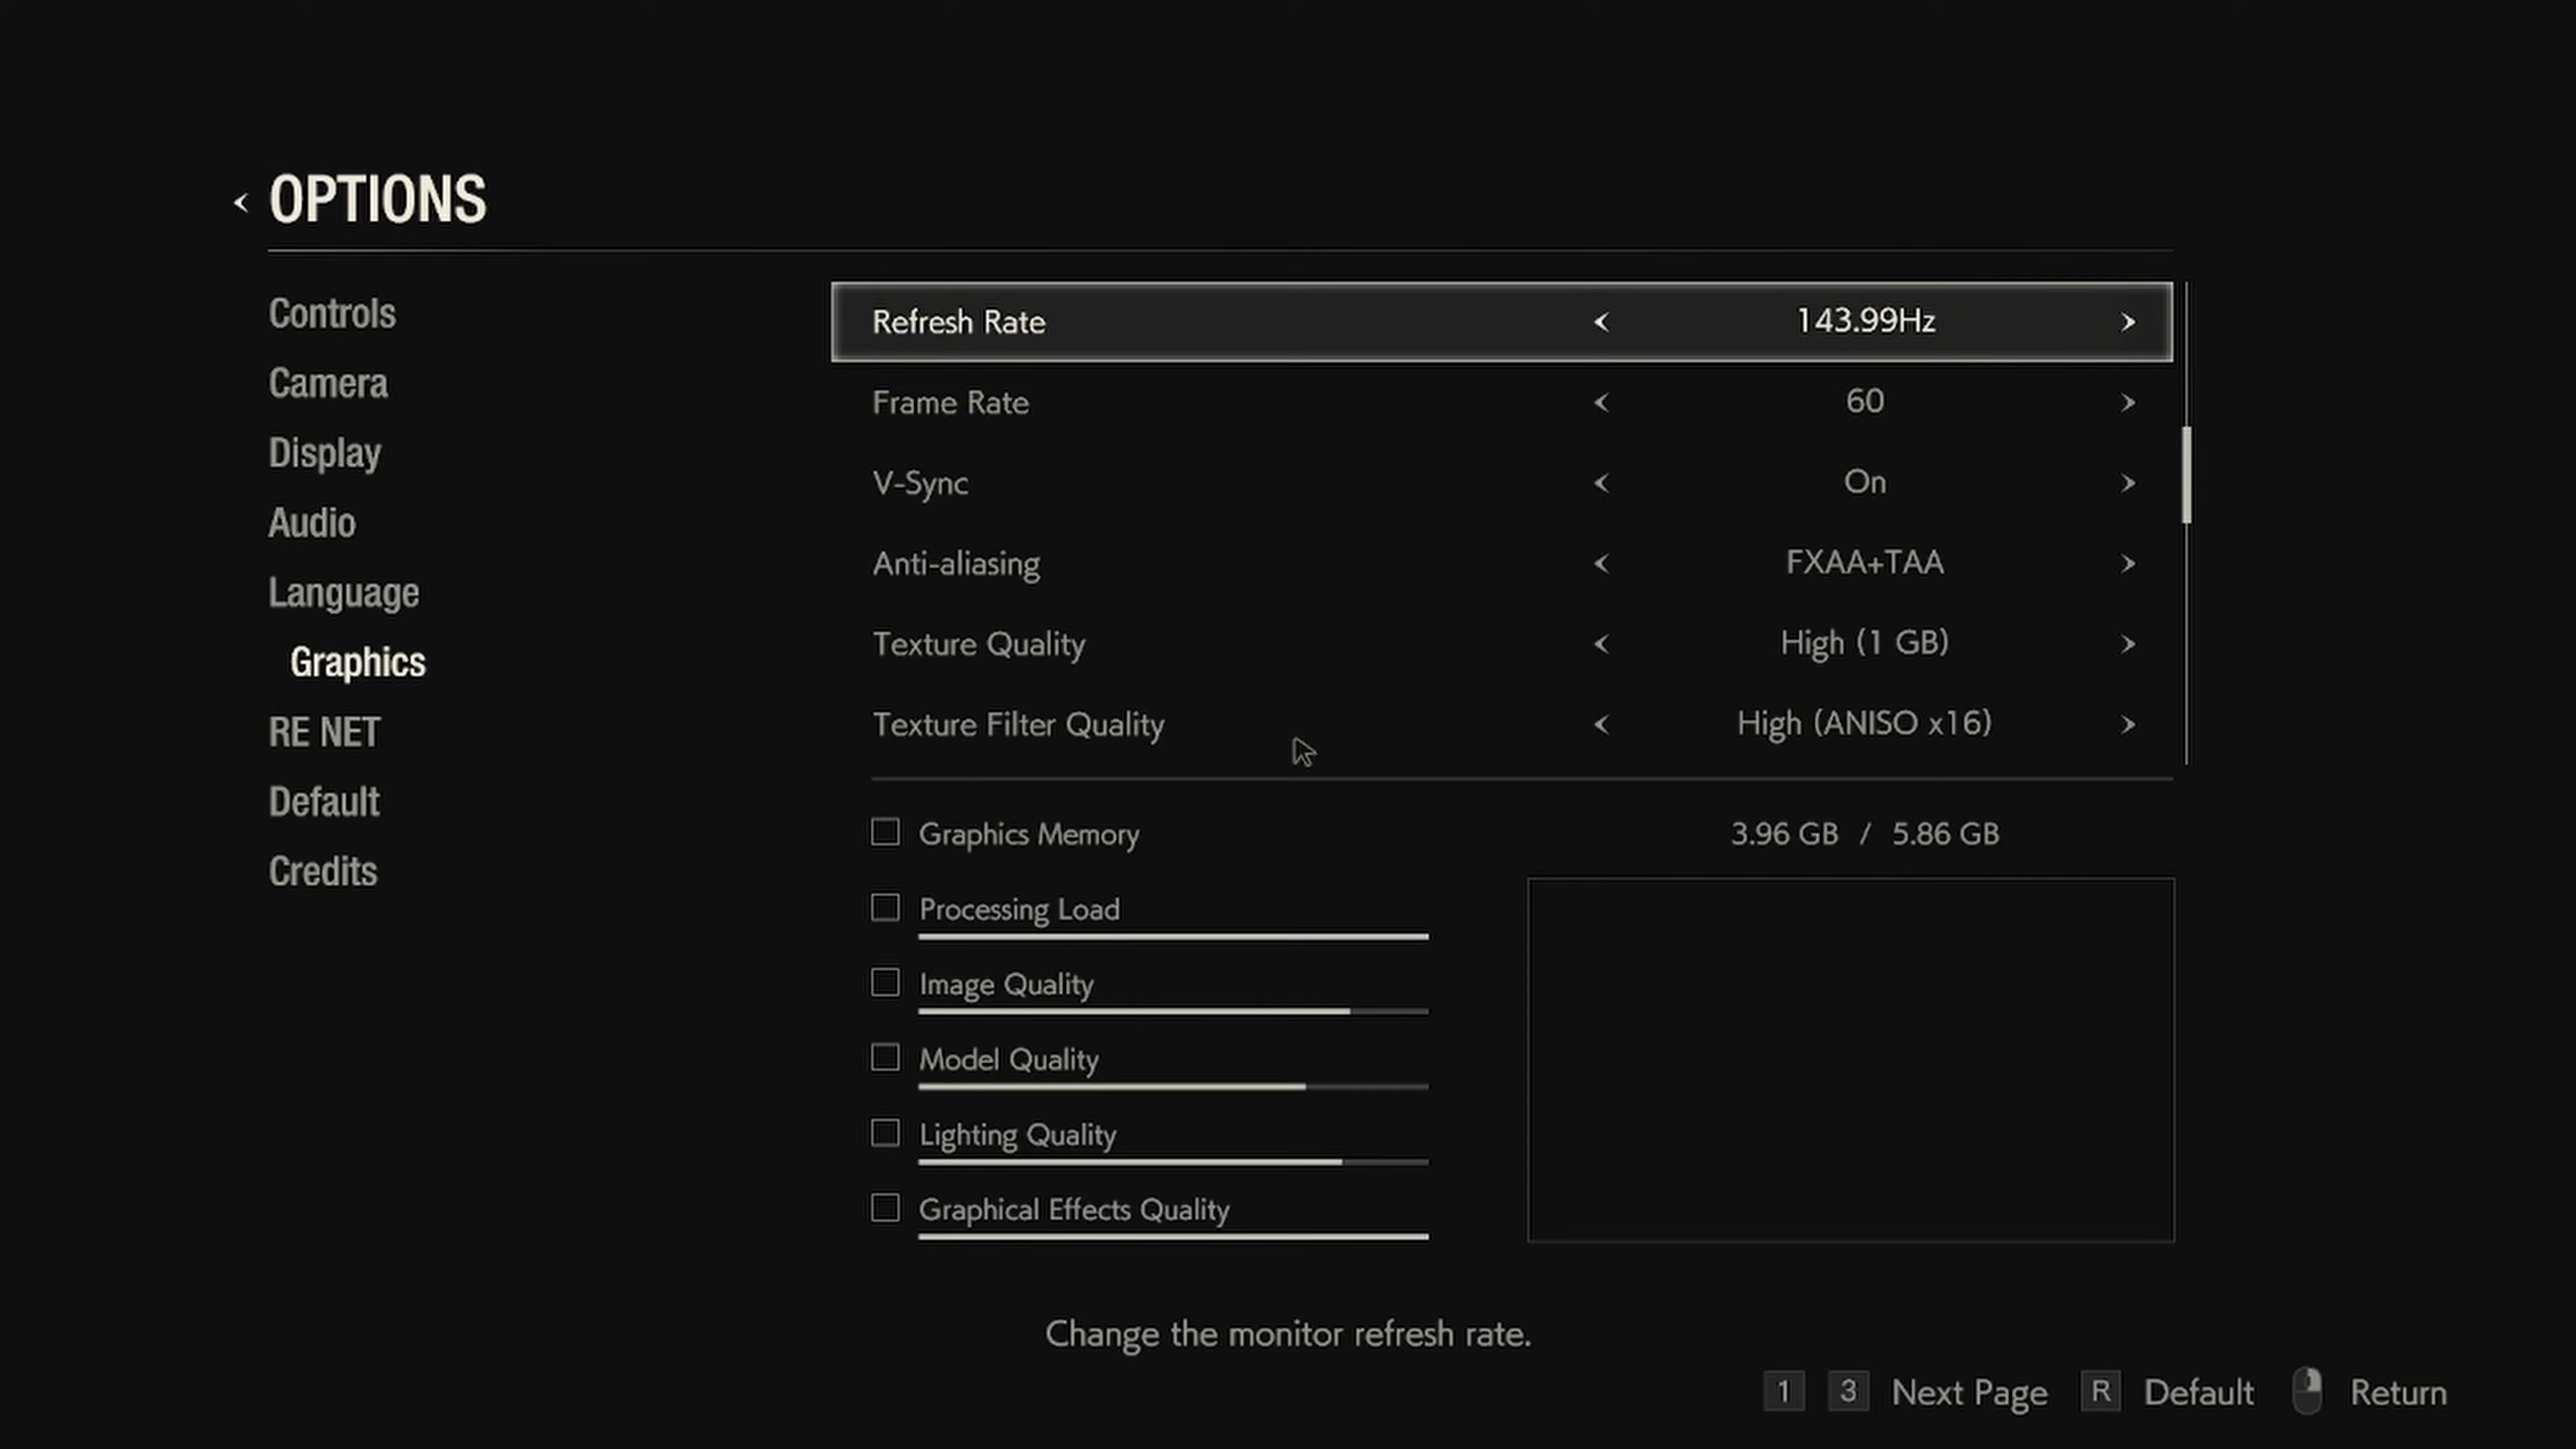 OPTIONS
Controls
Camera
Display
Audio
Language
Graphics
RE NET
Default
Credits
Refresh Rate 143.99Hz
Frame Rate 60
V-Sync On
Anti-aliasing FXAA+TAA
Texture Quality High (1 GB)
Texture Filter Quality High (ANISO x16)
Graphics Memory 3.96 GB / 5.86 GB
Processing Load
Image Quality
Model Quality
Lighting Quality
Graphical Effects Quality
Change the monitor refresh rate.
1 3 Next Page R Default Return